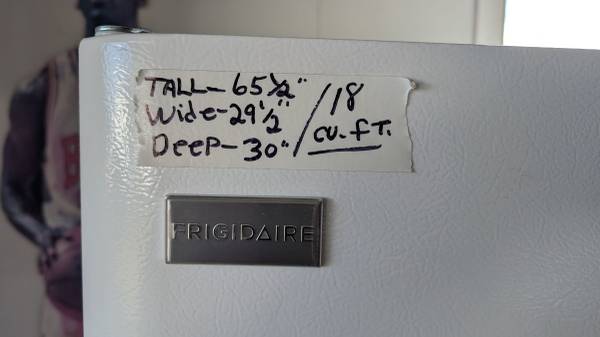 TALL-65½"
Wide-29½"
DEEP-30"
/18
cu.fT.
FRIGIDAIRE